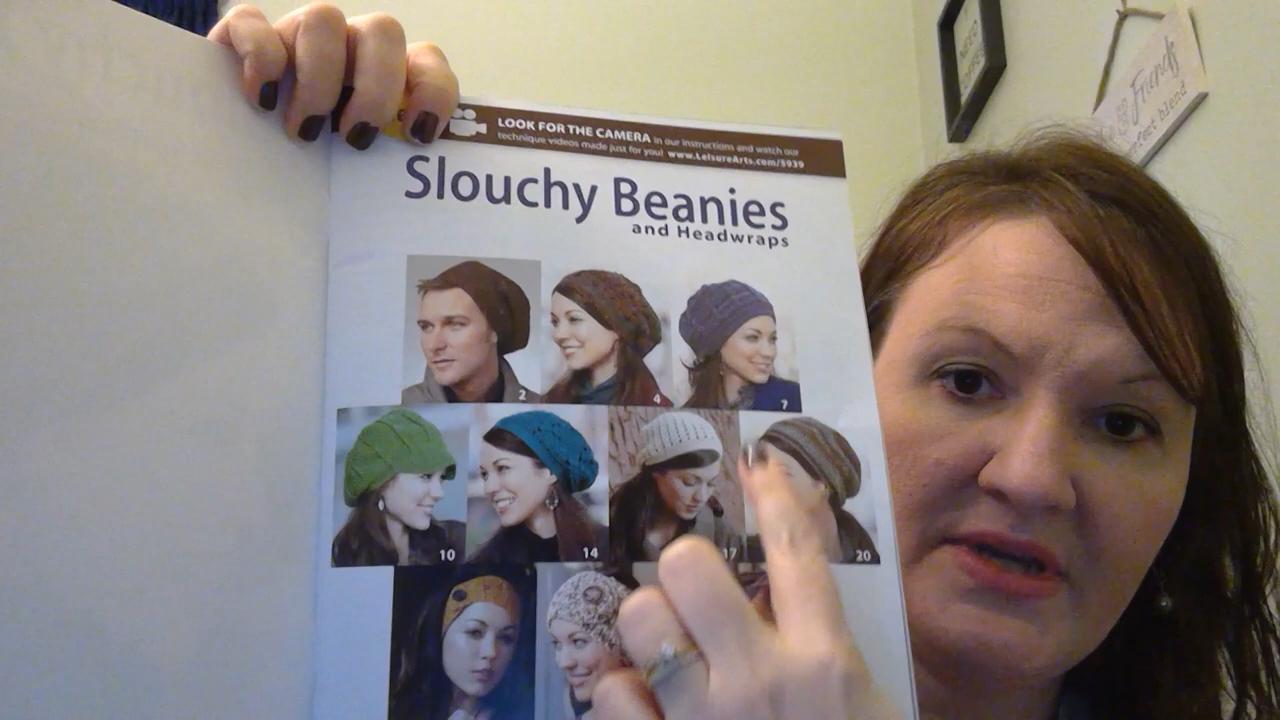 LOOK FOR THE CAMERA in our instructions and watch our
technique videos made just for you! www.LeisureArts.com/5939
Slouchy Beanies
and Headwraps
2
4
7
10
14
17
20
Friends